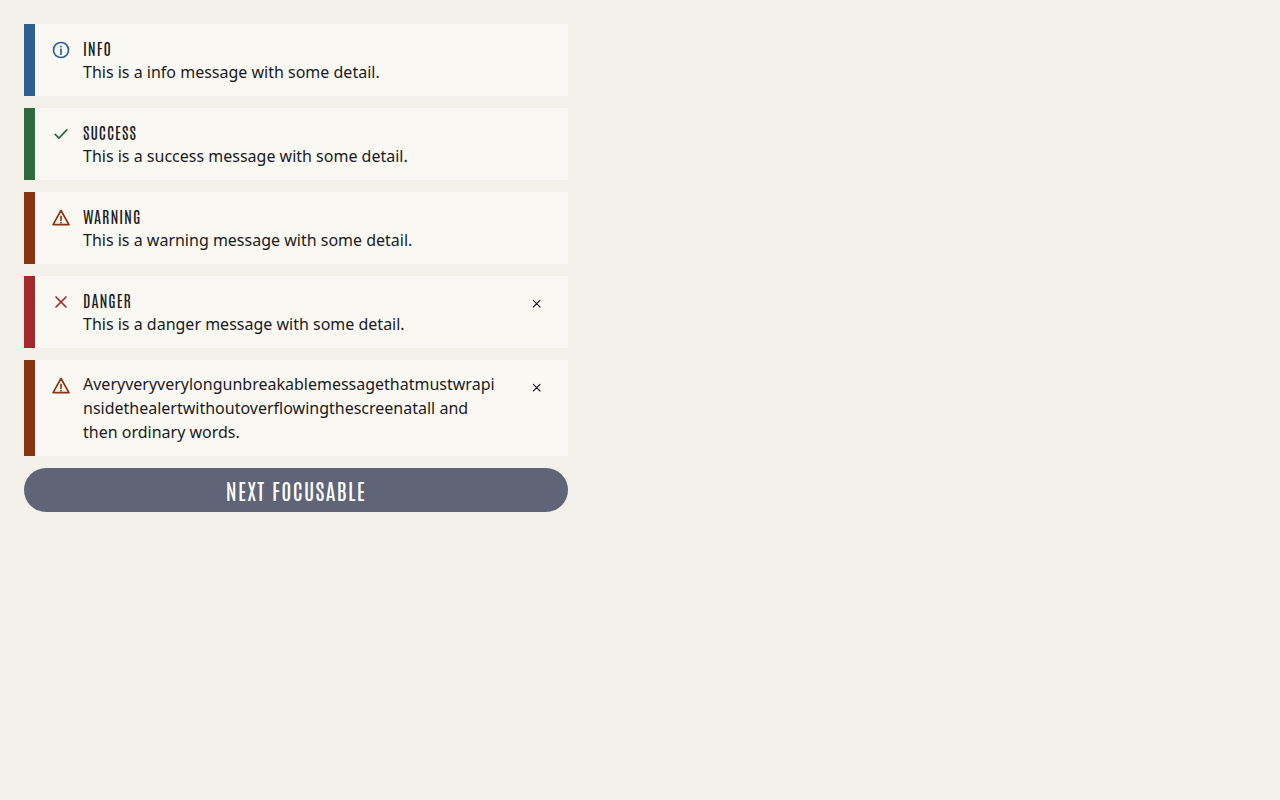 INFO
This is a info message with some detail.
SUCCESS
This is a success message with some detail.
WARNING
This is a warning message with some detail.
DANGER
This is a danger message with some detail.
Averyveryverylongunbreakablemessagethatmustwrapi
nsidethealertwithoutoverflowingthescreenatall and
then ordinary words.
NEXT FOCUSABLE